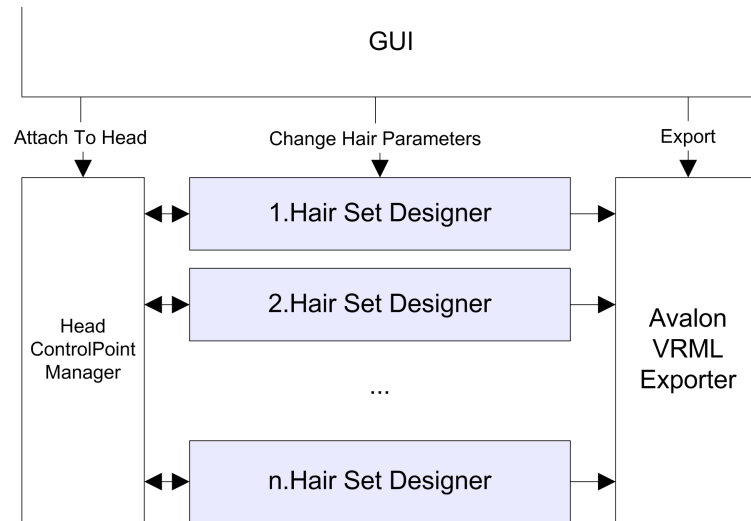 GUI
Attach To Head
Change Hair Parameters
Export
1.Hair Set Designer
2.Hair Set Designer
Head
ControlPoint
Manager
Avalon
VRML
Exporter
...
n.Hair Set Designer